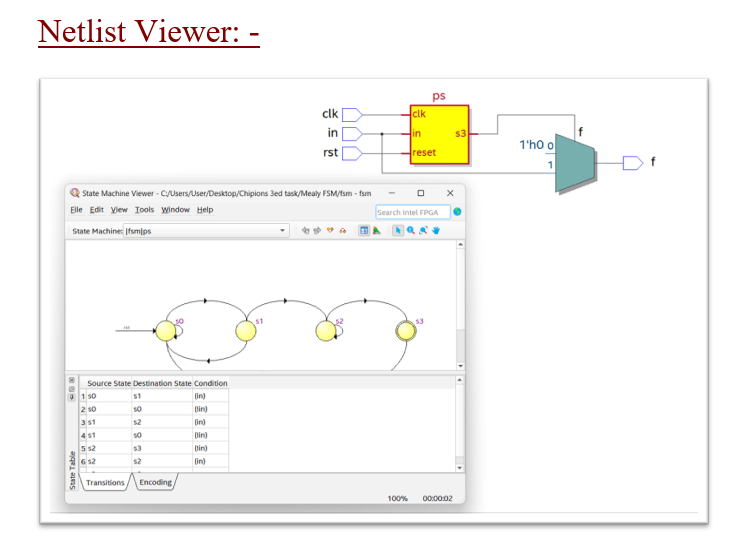 Netlist Viewer: -
ps
clk
in
rst
clk
in
reset
s3
f
1'h0 0
1
f
State Machine Viewer - C:/Users/User/Desktop/Chipions 3ed task/Mealy FSM/fsm - fsm
File Edit View Tools Window Help
Search Intel FPGA
State Machine: |fsm|ps
s0
s1
s2
s3
Source State Destination State Condition
1 s0 s1 (in)
2 s0 s0 (!in)
3 s1 s2 (in)
4 s1 s0 (!in)
5 s2 s3 (!in)
6 s2 s2 (in)
State Table
Transitions Encoding
100% 00:00:02